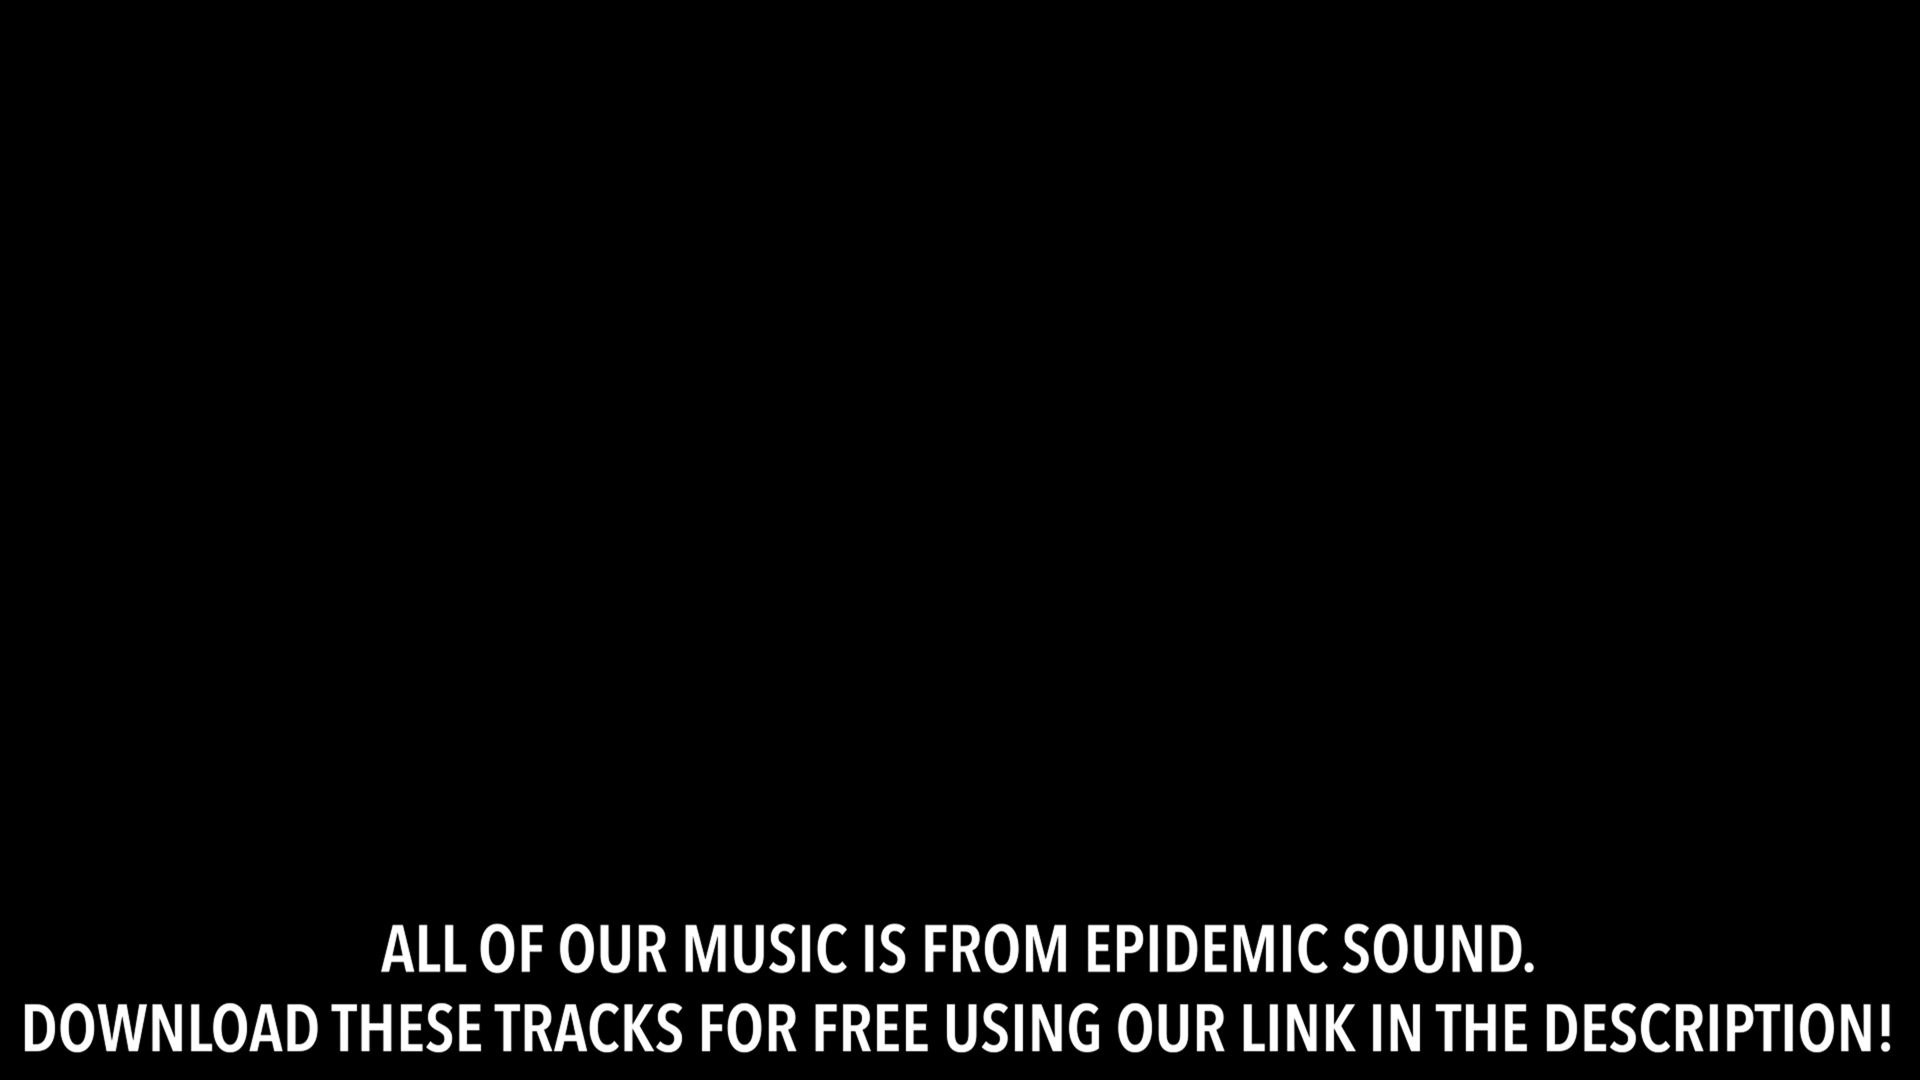 ALL OF OUR MUSIC IS FROM EPIDEMIC SOUND.
DOWNLOAD THESE TRACKS FOR FREE USING OUR LINK IN THE DESCRIPTION!